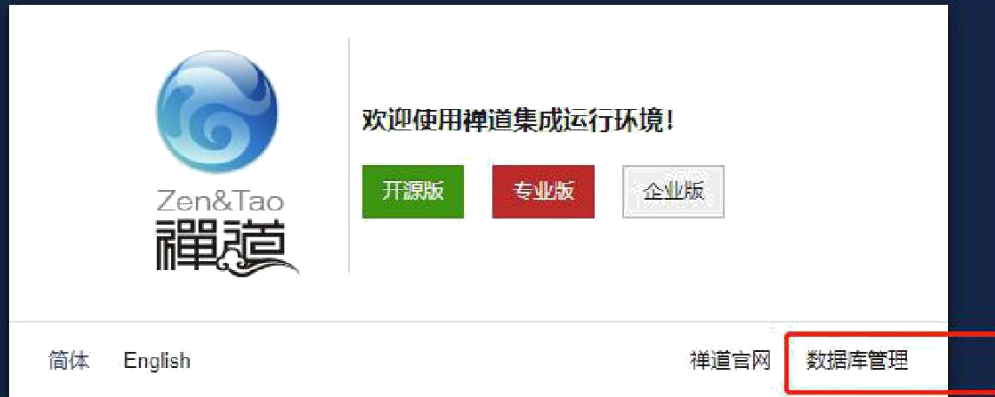 欢迎使用禅道集成运行环境！
开源版 专业版 企业版
Zen&Tao
禪道
简体 English 禅道官网 数据库管理